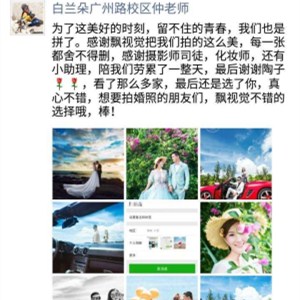 白兰朵广州路校区仲老师
为了这美好的时刻，留不住的青春，我们也是
拼了。感谢飘视觉把我们拍的这么美，每一张
都舍不得删，感谢摄影师司徒，化妆师，还有
小助理，陪我们劳累了一整天，最后谢谢陶子
🌹🌹，看了那么多家，最后还是选了你，真
心不错，想要拍婚照的朋友们，飘视觉不错的
选择哦，棒！